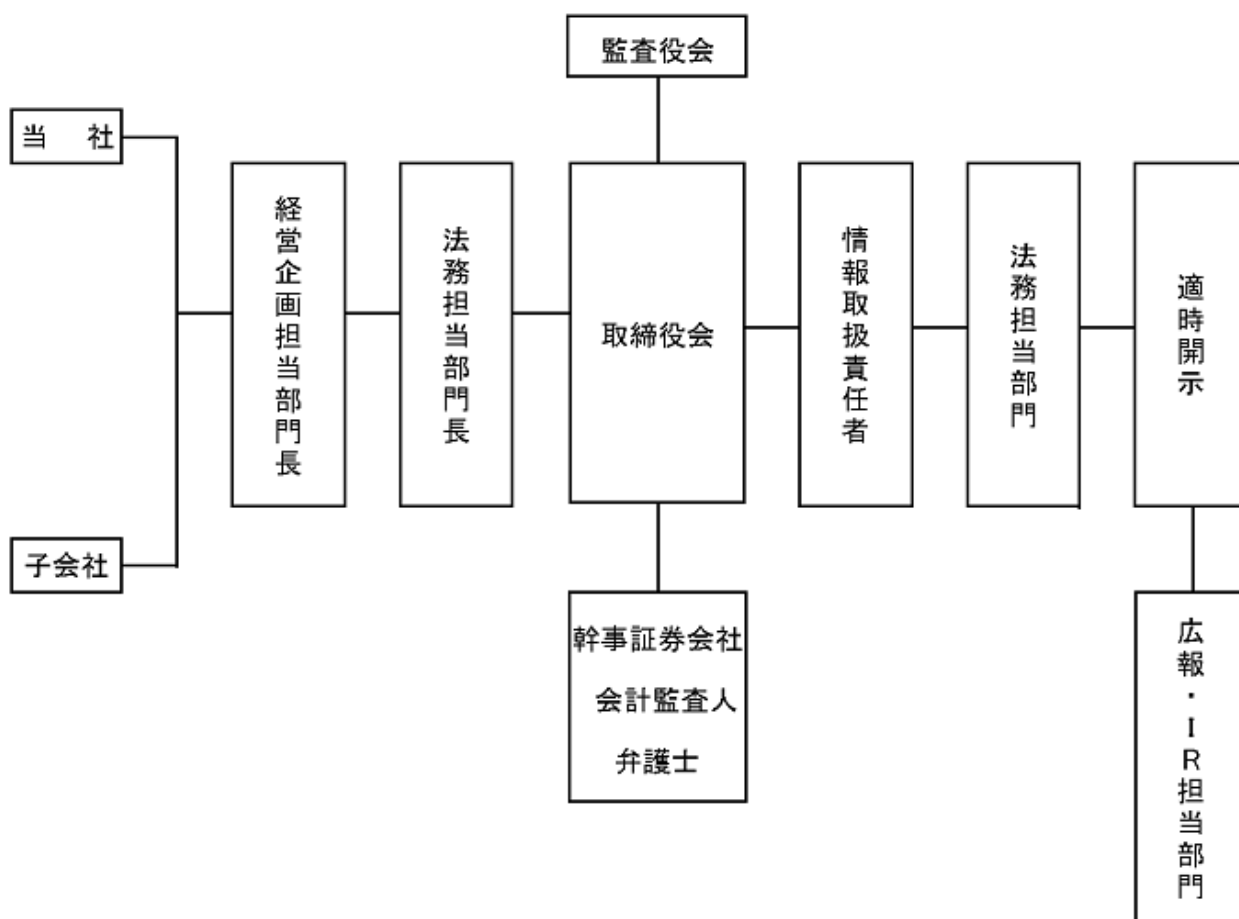 監査役会
当　社
経営企画担当部門長
法務担当部門長
取締役会
情報取扱責任者
法務担当部門
適時開示
子会社
幹事証券会社
会計監査人
弁護士
広報・ＩＲ担当部門